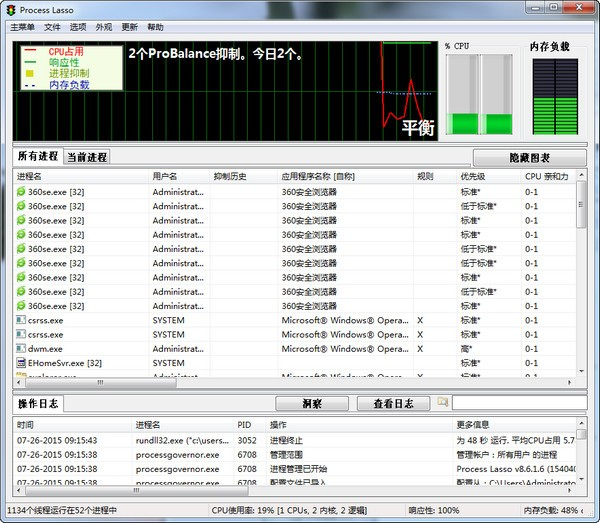 Process Lasso
主菜单 文件 选项 外观 更新 帮助
CPU占用
响应性
进程抑制
内存负载
2个ProBalance抑制。今日2个。
平衡
% CPU
内存负载
所有进程 当前进程 隐藏图表
进程名 用户名 抑制历史 应用程序名称 [自称] 规则 优先级 CPU 亲和力
360se.exe [32] Administrat... 360安全浏览器 标准* 0-1
360se.exe [32] Administrat... 360安全浏览器 低于标准* 0-1
360se.exe [32] Administrat... 360安全浏览器 标准* 0-1
360se.exe [32] Administrat... 360安全浏览器 标准* 0-1
360se.exe [32] Administrat... 360安全浏览器 低于标准* 0-1
360se.exe [32] Administrat... 360安全浏览器 标准* 0-1
360se.exe [32] Administrat... 360安全浏览器 标准* 0-1
360se.exe [32] Administrat... 360安全浏览器 低于标准* 0-1
360se.exe [32] Administrat... 360安全浏览器 标准* 0-1
csrss.exe SYSTEM Microsoft® Windows® Opera... X 标准* 0-1
csrss.exe SYSTEM Microsoft® Windows® Opera... X 标准* 0-1
dwm.exe Administrat... Microsoft® Windows® Opera... X 高* 0-1
EHomeSvr.exe [32] SYSTEM 标准* 0-1
操作日志 洞察 查看日志
时间 进程名 PID 操作 更多信息
07-26-2015 09:15:43 rundll32.exe ("c:\users... 3052 进程终止 为 48 秒 运行. 平均CPU占用 5.7
07-26-2015 09:15:38 processgovernor.exe 6708 管理范围 管理帐户：所有用户 的进程
07-26-2015 09:15:38 processgovernor.exe 6708 进程管理已开始 Process Lasso v8.6.1.6 (154040
07-26-2015 09:15:38 processgovernor.exe 6708 配置文件已导入 配置从：C:\Users\Administrato
1134个线程运行在52个进程中 CPU使用率: 19% [1 CPUs, 2 内核, 2 逻辑] 响应性: 100% 内存负载: 48%